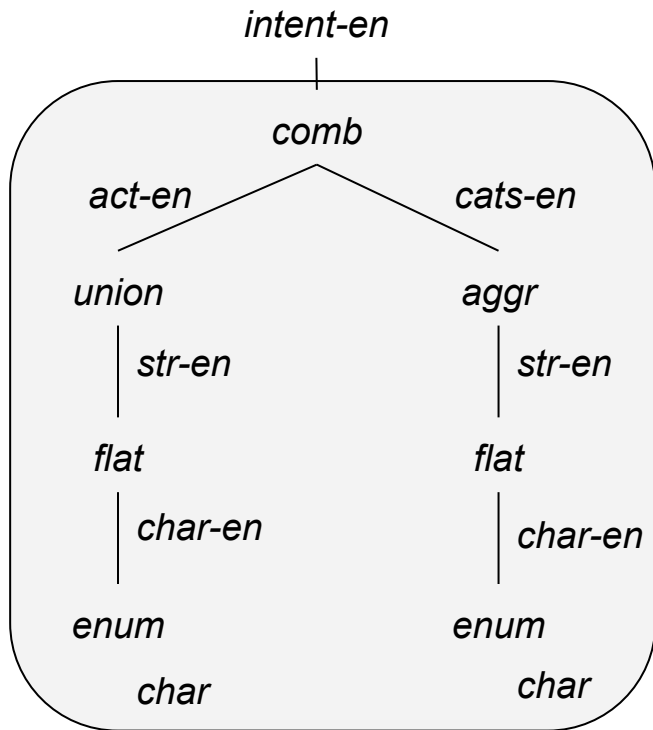 intent-en
comb
act-en cats-en
union aggr
str-en str-en
flat flat
char-en char-en
enum enum
char char